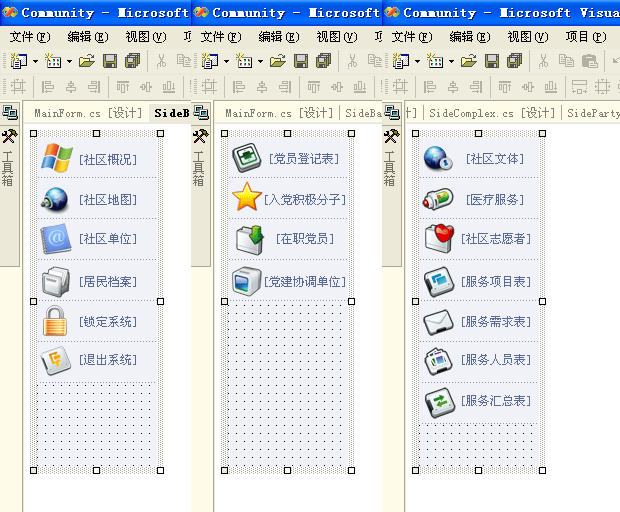 Community - Microsoft
文件(F) 编辑(E) 视图(V)
MainForm.cs [设计] SideB
工具箱
[社区概况]
[社区地图]
[社区单位]
[居民档案]
[锁定系统]
[退出系统]
Community - Microsoft
文件(F) 编辑(E) 视图(V)
MainForm.cs [设计] SideBa
工具箱
[党员登记表]
[入党积极分子]
[在职党员]
[党建协调单位]
Community - Microsoft Visua
文件(F) 编辑(E) 视图(V) 项目(P)
计] SideComplex.cs [设计] SideParty
工具箱
[社区文体]
[医疗服务]
[社区志愿者]
[服务项目表]
[服务需求表]
[服务人员表]
[服务汇总表]